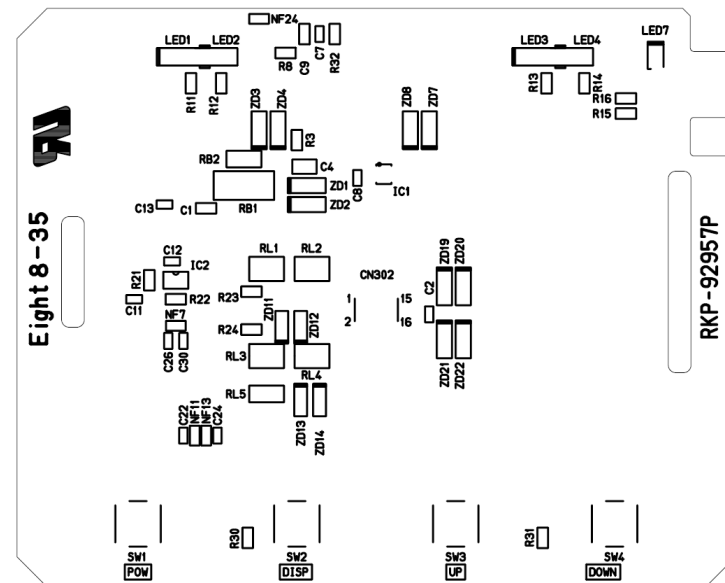 NF24
LED1 LED2
R8
C9
C7
R32
LED3 LED4
LED7
R11
R12
R13
R14
R16
R15
ZD3
ZD4
R3
ZD8
ZD7
RB2
C4
C8
IC1
ZD1
ZD2
RB1
C13
C1
Eight 8-35
RKP-92957P
C12
IC2
R21
C11
R22
RL1
RL2
CN302
1
15
2
16
C2
ZD19
ZD20
R23
ZD11
ZD12
R24
NF7
C26
C30
RL3
RL4
ZD21
ZD22
RL5
ZD13
ZD14
C22
NF11
NF13
C24
R30
R31
SW1
POW
SW2
DISP
SW3
UP
SW4
DOWN